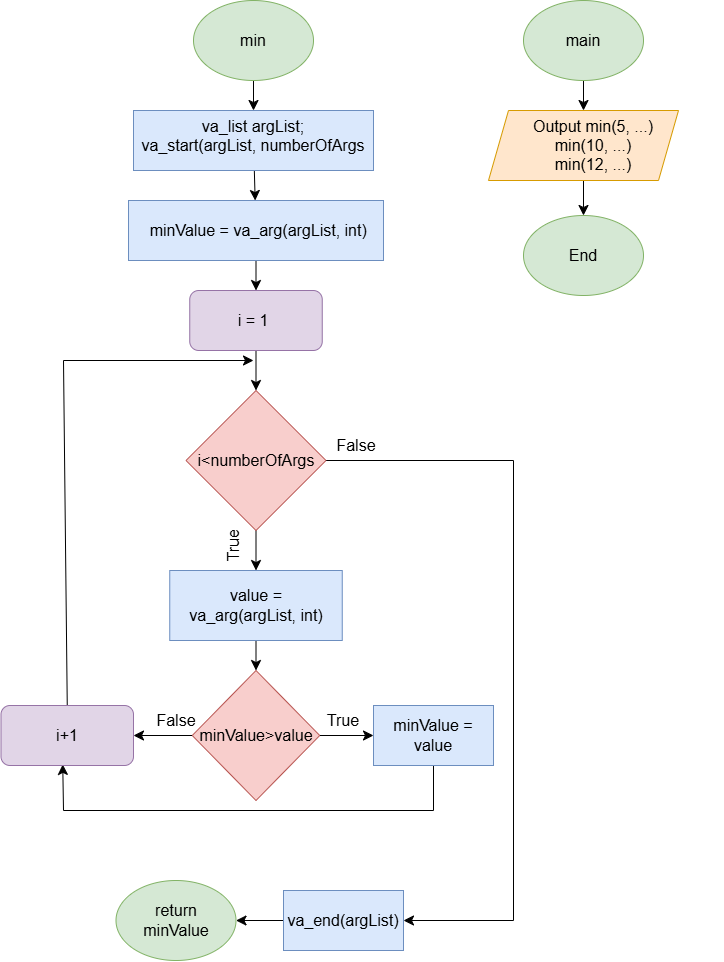 min
va_list argList;
va_start(argList, numberOfArgs
minValue = va_arg(argList, int)
i = 1
i<numberOfArgs
False
True
value =
va_arg(argList, int)
minValue>value
False
True
i+1
minValue =
value
va_end(argList)
return
minValue
main
Output min(5, ...)
min(10, ...)
min(12, ...)
End